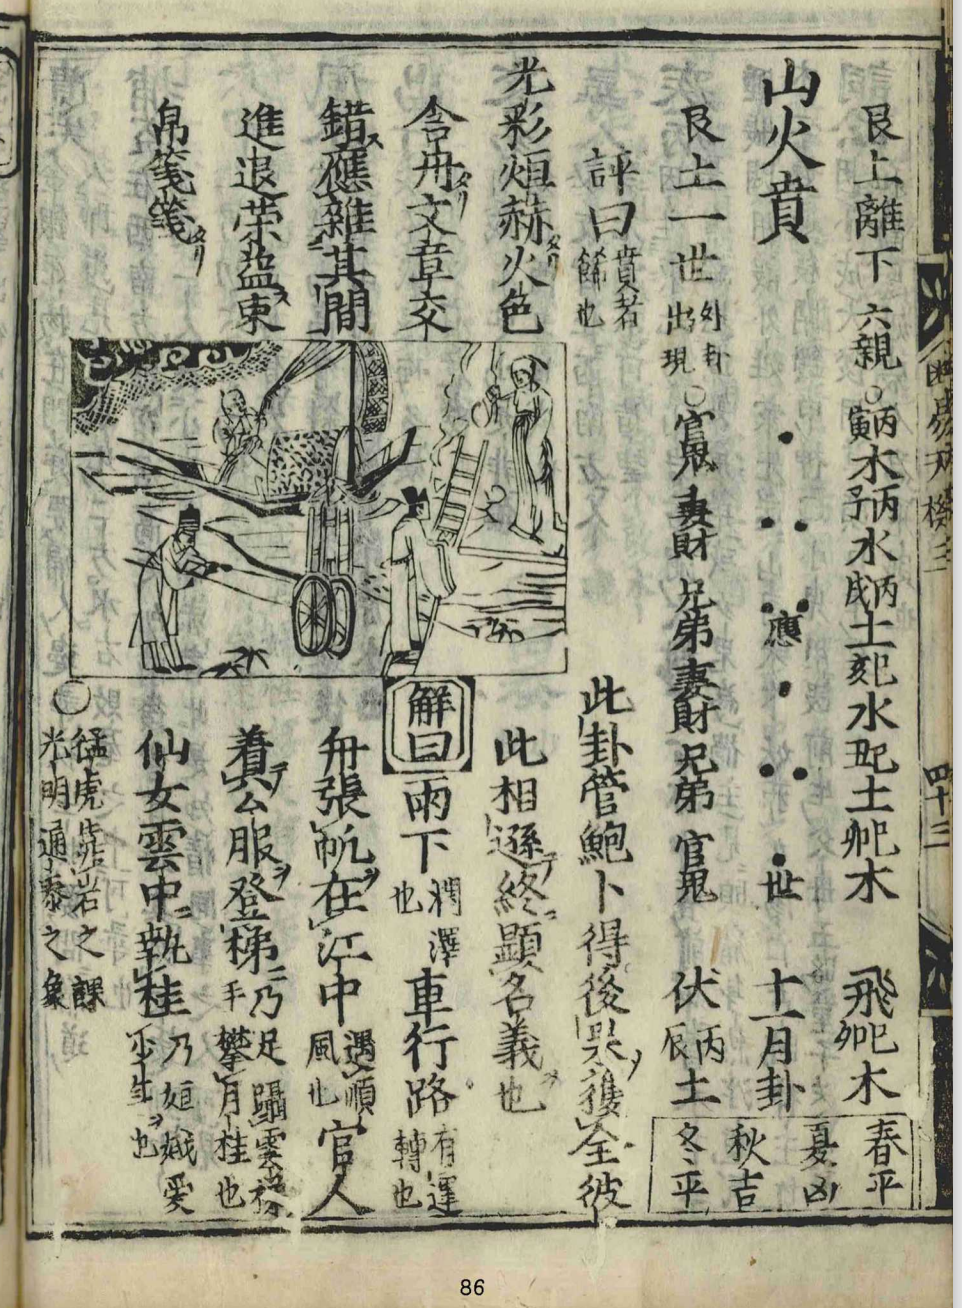 艮上離下 六親○丙寅木丙子水丙戌土己亥水己丑土己卯木 飛己卯木
山火賁 應 世 十一月卦
艮土一世 外卦出現○官鬼 妻財 兄弟 妻財 兄弟 官鬼 伏丙辰土
春平
夏凶
秋吉
冬平
評曰 賁者飾也 此卦管鮑卜得後果獲全彼
光彩烜赫火色 此相遜終顯名義也
含丹文章交
錯應雜其間
進退榮益束
帛箋箋
解曰 雨下 潤澤也 車行路 有運轉也
舟張帆在江中 遇順風也 官人
着真公服登梯 乃足躡雲梯手攀月桂也
仙女雲中執桂 乃姮娥愛少生也
○猛虎靠岩之課
光明通泰之象
四十三
86